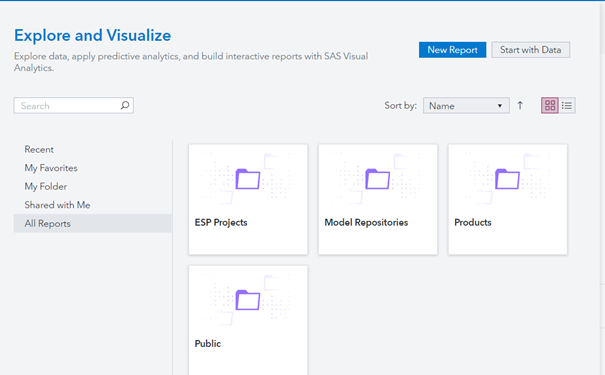 Explore and Visualize
Explore data, apply predictive analytics, and build interactive reports with SAS Visual
Analytics.
New Report
Start with Data
Search
Sort by:
Name
Recent
My Favorites
My Folder
Shared with Me
All Reports
ESP Projects
Model Repositories
Products
Public